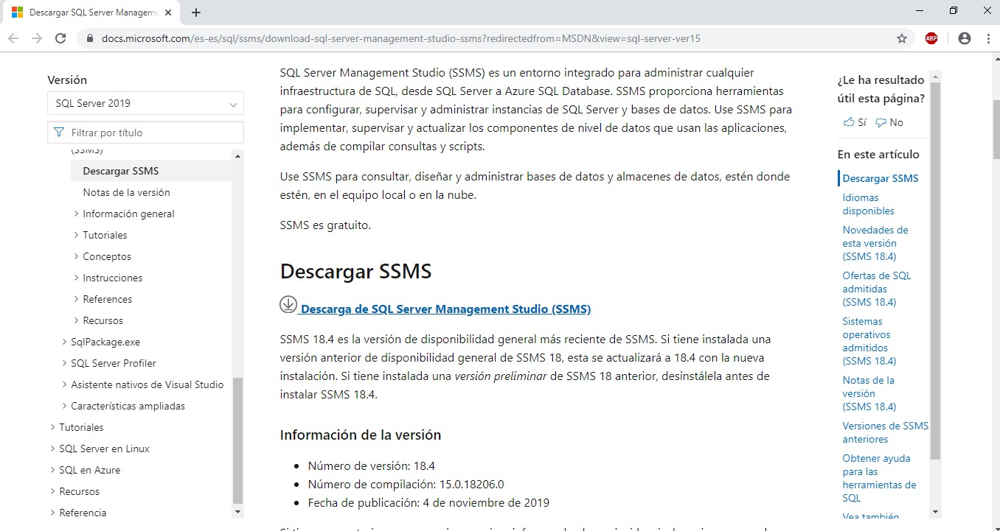 Descargar SQL Server Manageme
docs.microsoft.com/es-es/sql/ssms/download-sql-server-management-studio-ssms?redirectedfrom=MSDN&view=sql-server-ver15
ABP
Versión
SQL Server 2019
Filtrar por título
(SSMS)
Descargar SSMS
Notas de la versión
Información general
Tutoriales
Conceptos
Instrucciones
References
Recursos
SqlPackage.exe
SQL Server Profiler
Asistente nativos de Visual Studio
Características ampliadas
Tutoriales
SQL Server en Linux
SQL en Azure
Recursos
Referencia
SQL Server Management Studio (SSMS) es un entorno integrado para administrar cualquier
infraestructura de SQL, desde SQL Server a Azure SQL Database. SSMS proporciona herramientas
para configurar, supervisar y administrar instancias de SQL Server y bases de datos. Use SSMS para
implementar, supervisar y actualizar los componentes de nivel de datos que usan las aplicaciones,
además de compilar consultas y scripts.
Use SSMS para consultar, diseñar y administrar bases de datos y almacenes de datos, estén donde
estén, en el equipo local o en la nube.
SSMS es gratuito.
Descargar SSMS
Descarga de SQL Server Management Studio (SSMS)
SSMS 18.4 es la versión de disponibilidad general más reciente de SSMS. Si tiene instalada una
versión anterior de disponibilidad general de SSMS 18, esta se actualizará a 18.4 con la nueva
instalación. Si tiene instalada una versión preliminar de SSMS 18 anterior, desinstálela antes de
instalar SSMS 18.4.
Información de la versión
Número de versión: 18.4
Número de compilación: 15.0.18206.0
Fecha de publicación: 4 de noviembre de 2019
¿Le ha resultado
útil esta página?
Sí No
En este artículo
Descargar SSMS
Idiomas
disponibles
Novedades de
esta versión
(SSMS 18.4)
Ofertas de SQL
admitidas
(SSMS 18.4)
Sistemas
operativos
admitidos
(SSMS 18.4)
Notas de la
versión
(SSMS 18.4)
Versiones de SSMS
anteriores
Obtener ayuda
para las
herramientas de
SQL
Vea también